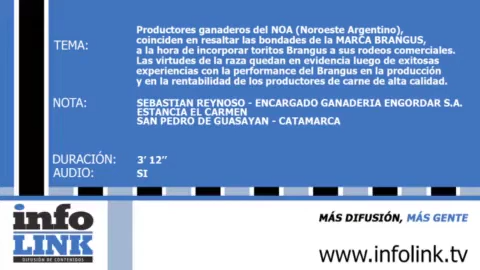 TEMA:
Productores ganaderos del NOA (Noroeste Argentino),
coinciden en resaltar las bondades de la MARCA BRANGUS,
a la hora de incorporar toritos Brangus a sus rodeos comerciales.
Las virtudes de la raza quedan en evidencia luego de exitosas
experiencias con la performance del Brangus en la producción
y en la rentabilidad de los productores de carne de alta calidad.
NOTA:
SEBASTIAN REYNOSO - ENCARGADO GANADERIA ENGORDAR S.A.
ESTANCIA EL CARMEN
SAN PEDRO DE GUASAYAN - CATAMARCA
DURACIÓN: 3’ 12’’
AUDIO: SI
info
LINK
DIFUSIÓN DE CONTENIDOS
MÁS DIFUSIÓN, MÁS GENTE
www.infolink.tv